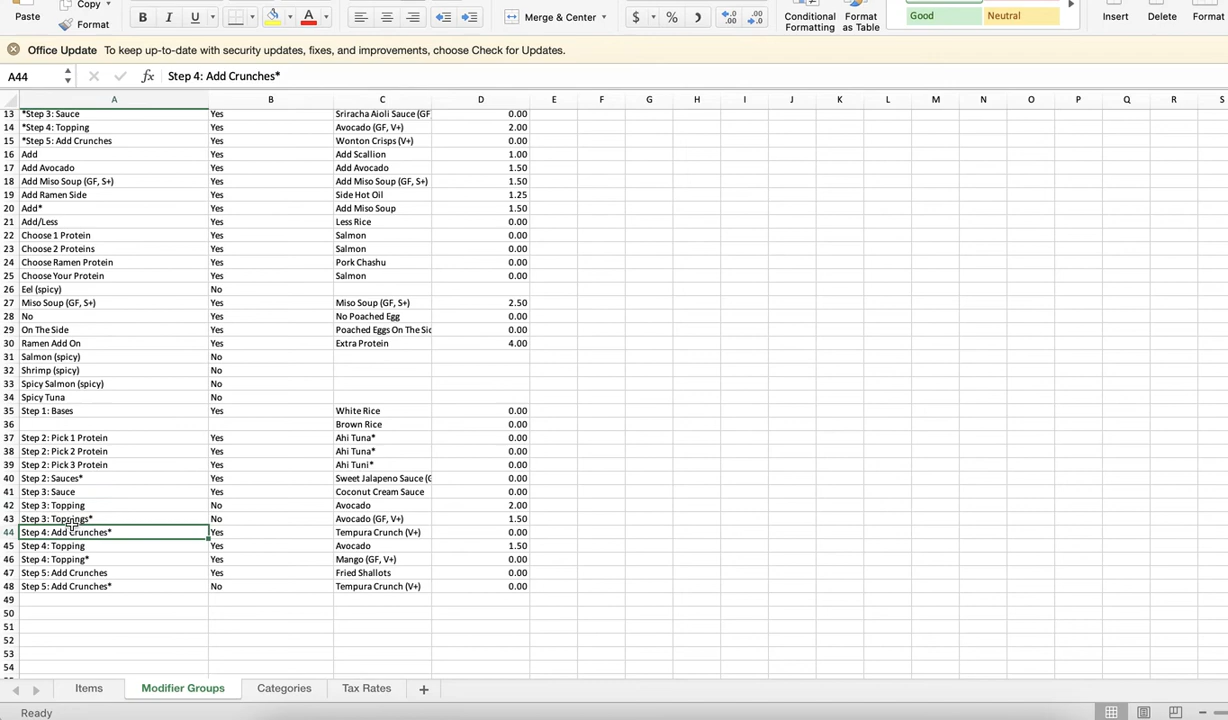 Paste Copy B I U A Merge & Center $ % Conditional Format Good Neutral Insert Delete Format
Format Formatting as Table
Office Update To keep up-to-date with security updates, fixes, and improvements, choose Check for Updates.
A44 fx Step 4: Add Crunches*
A B C D E F G H I J K L M N O P Q R S
13 *Step 3: Sauce Yes Sriracha Aioli Sauce (GF 0.00
14 *Step 4: Topping Yes Avocado (GF, V+) 2.00
15 *Step 5: Add Crunches Yes Wonton Crisps (V+) 0.00
16 Add Yes Add Scallion 1.00
17 Add Avocado Yes Add Avocado 1.50
18 Add Miso Soup (GF, S+) Yes Add Miso Soup (GF, S+) 1.50
19 Add Ramen Side Yes Side Hot Oil 1.25
20 Add* Yes Add Miso Soup 1.50
21 Add/Less Yes Less Rice 0.00
22 Choose 1 Protein Yes Salmon 0.00
23 Choose 2 Proteins Yes Salmon 0.00
24 Choose Ramen Protein Yes Pork Chashu 0.00
25 Choose Your Protein Yes Salmon 0.00
26 Eel (spicy) No
27 Miso Soup (GF, S+) Yes Miso Soup (GF, S+) 2.50
28 No Yes No Poached Egg 0.00
29 On The Side Yes Poached Eggs On The Sid 0.00
30 Ramen Add On Yes Extra Protein 4.00
31 Salmon (spicy) No
32 Shrimp (spicy) No
33 Spicy Salmon (spicy) No
34 Spicy Tuna No
35 Step 1: Bases Yes White Rice 0.00
36 Brown Rice 0.00
37 Step 2: Pick 1 Protein Yes Ahi Tuna* 0.00
38 Step 2: Pick 2 Protein Yes Ahi Tuna* 0.00
39 Step 2: Pick 3 Protein Yes Ahi Tuni* 0.00
40 Step 2: Sauces* Yes Sweet Jalapeno Sauce (G 0.00
41 Step 3: Sauce Yes Coconut Cream Sauce 0.00
42 Step 3: Topping No Avocado 2.00
43 Step 3: Toppings* No Avocado (GF, V+) 1.50
44 Step 4: Add Crunches* Yes Tempura Crunch (V+) 0.00
45 Step 4: Topping Yes Avocado 1.50
46 Step 4: Topping* Yes Mango (GF, V+) 0.00
47 Step 5: Add Crunches Yes Fried Shallots 0.00
48 Step 5: Add Crunches* No Tempura Crunch (V+) 0.00
49
50
51
52
53
54
Items Modifier Groups Categories Tax Rates +
Ready